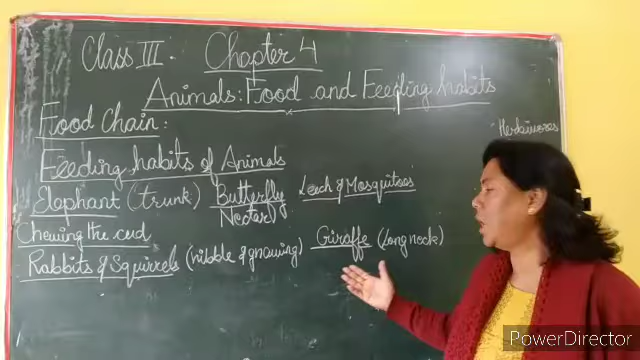 Class III. Chapter 4
Animals: Food and Feeding habits
Food Chain:
Herbivores
Feeding habits of Animals
Elephant (trunk) Butterfly Leech & Mosquitoes
Nectar
Chewing the cud
Rabbits & Squirrels (nibble & gnawing) Giraffe (long neck)
PowerDirector